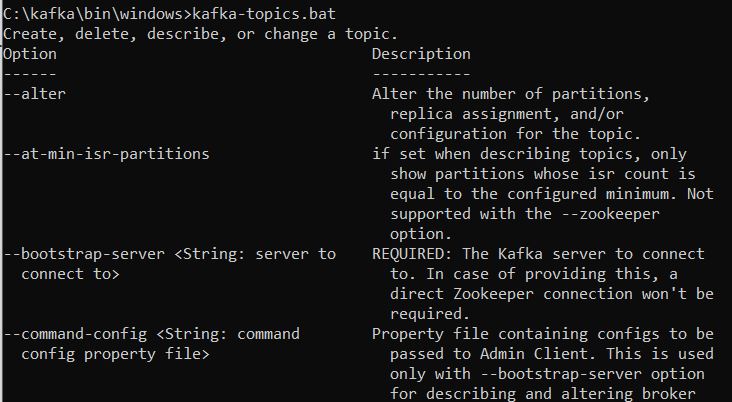 C:\kafka\bin\windows>kafka-topics.bat
Create, delete, describe, or change a topic.
Option                                   Description
------                                   -----------
--alter                                  Alter the number of partitions,
                                           replica assignment, and/or
                                           configuration for the topic.
--at-min-isr-partitions                  if set when describing topics, only
                                           show partitions whose isr count is
                                           equal to the configured minimum. Not
                                           supported with the --zookeeper
                                           option.
--bootstrap-server <String: server to    REQUIRED: The Kafka server to connect
  connect to>                              to. In case of providing this, a
                                           direct Zookeeper connection won't be
                                           required.
--command-config <String: command        Property file containing configs to be
  config property file>                    passed to Admin Client. This is used
                                           only with --bootstrap-server option
                                           for describing and altering broker